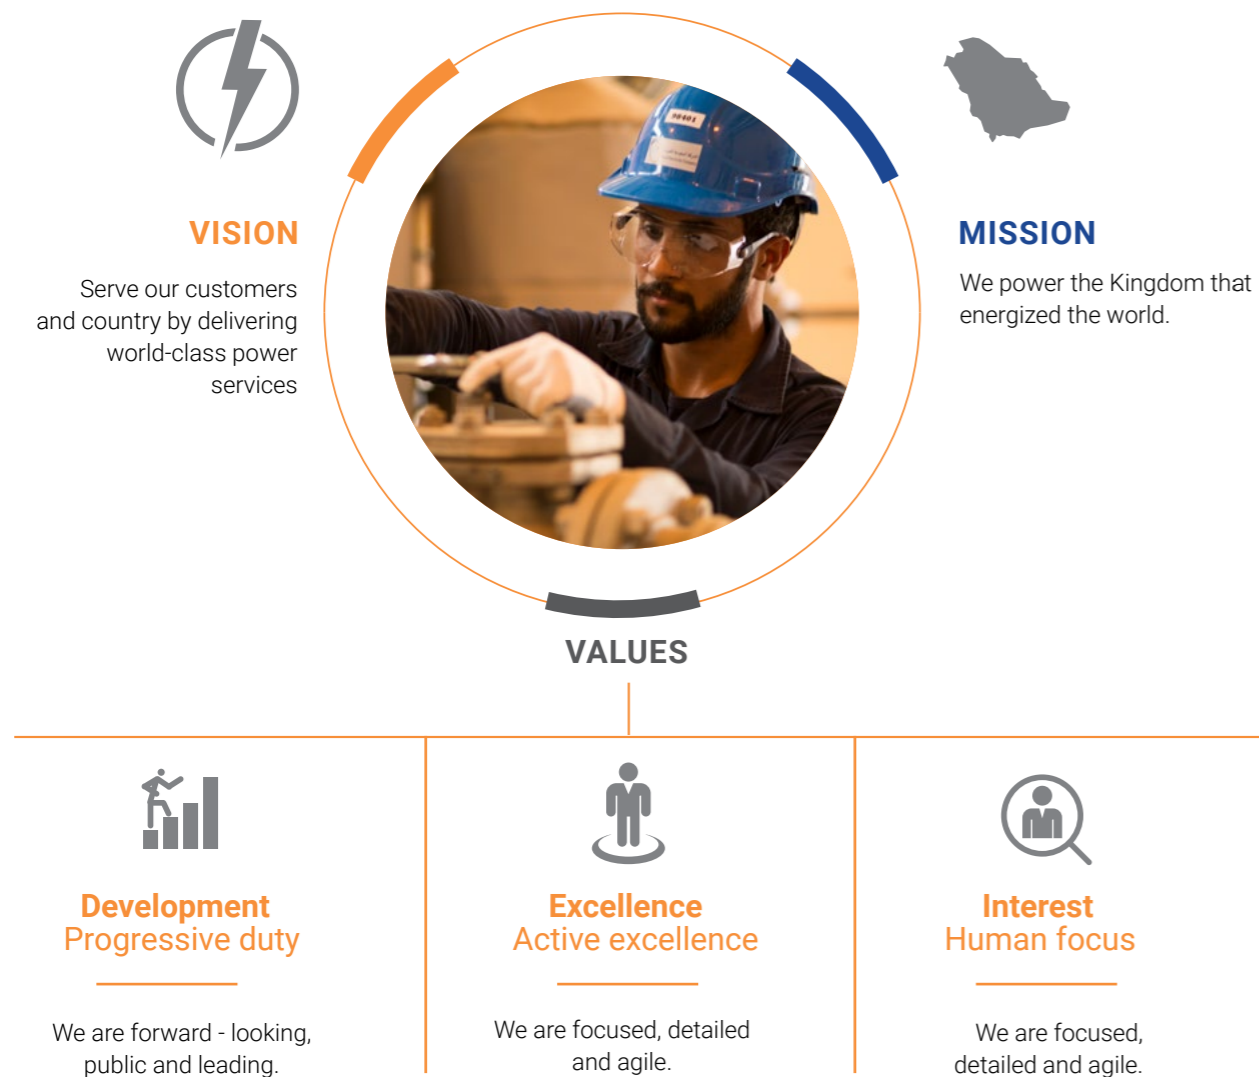 VISION
Serve our customers
and country by delivering
world-class power
services
98401
MISSION
We power the Kingdom that
energized the world.
VALUES
Development
Progressive duty
We are forward - looking,
public and leading.
Excellence
Active excellence
We are focused, detailed
and agile.
Interest
Human focus
We are focused,
detailed and agile.